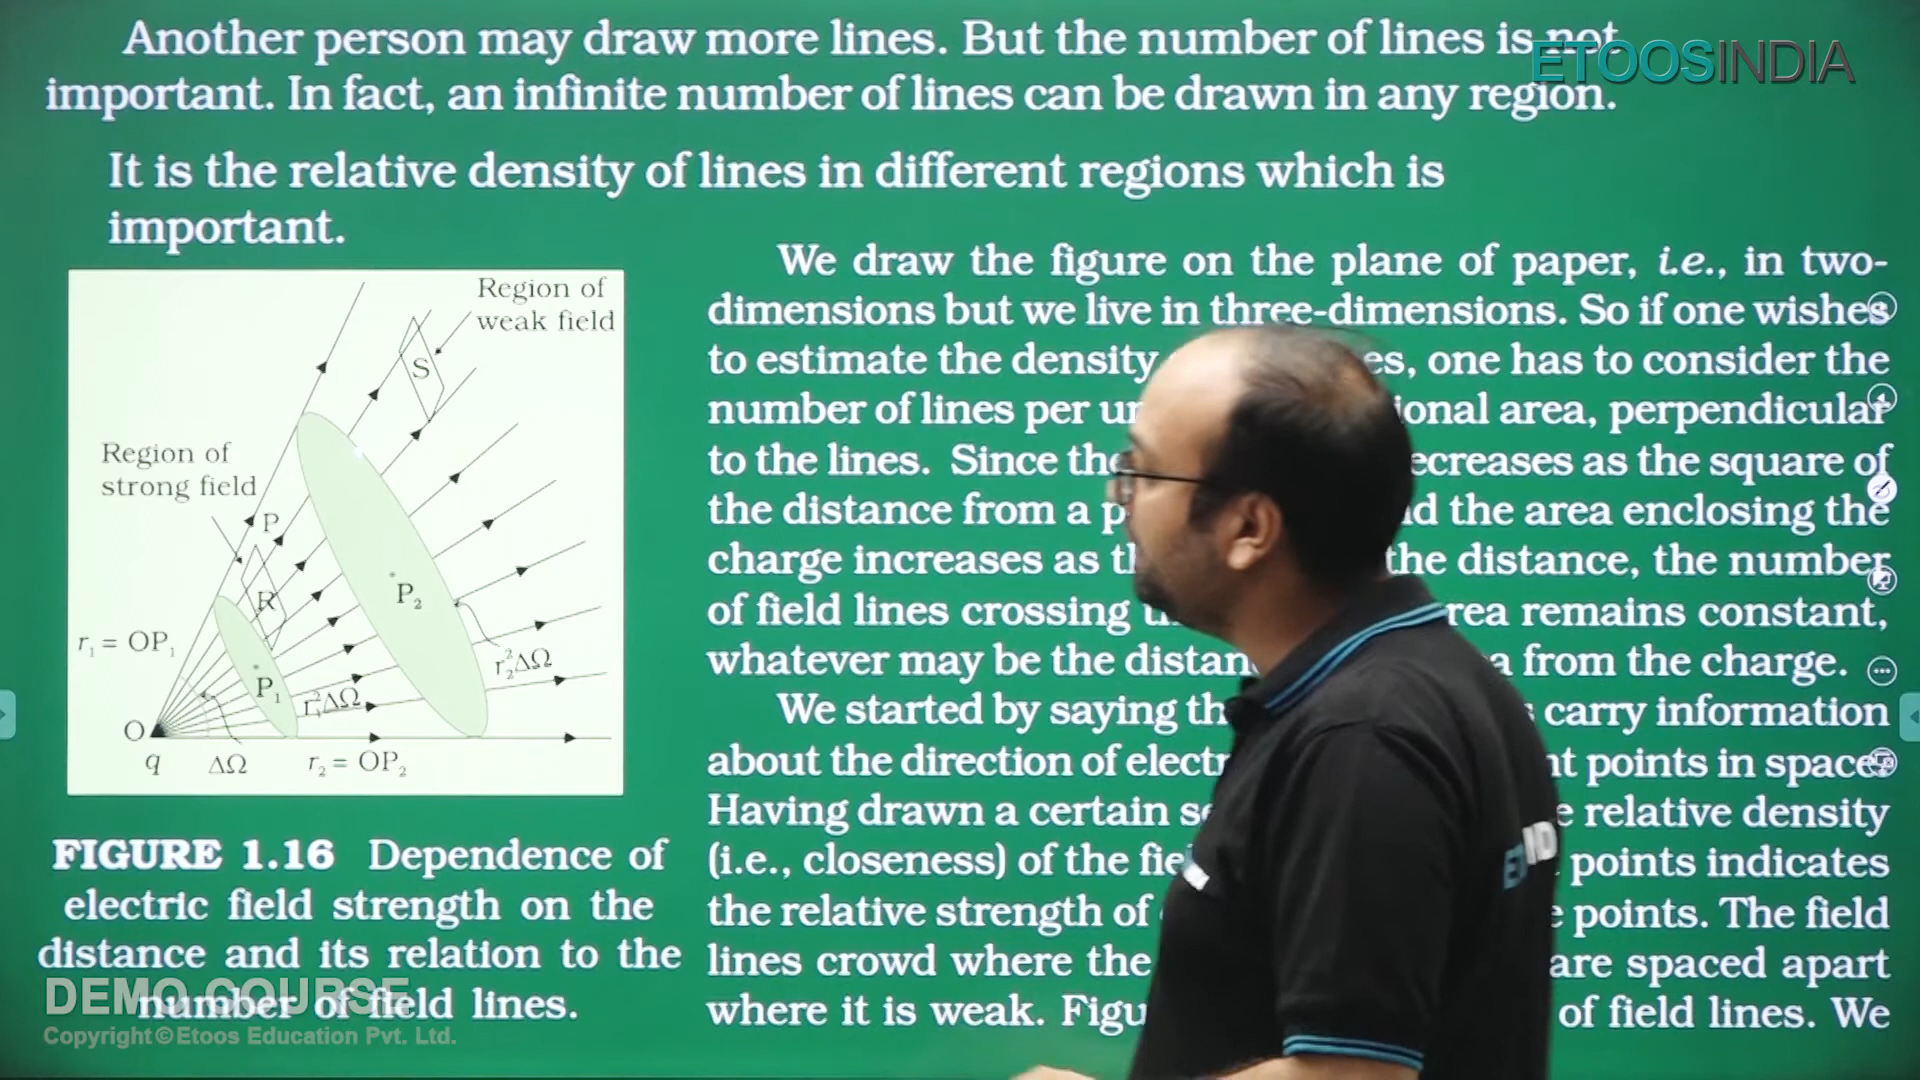 Another person may draw more lines. But the number of lines is not
important. In fact, an infinite number of lines can be drawn in any region.
ETOOSINDIA
It is the relative density of lines in different regions which is
important.
Region of
weak field
S
Region of
strong field
P
R
P₂
r₁ = OP₁
r₂²ΔΩ
P₁
r₁²ΔΩ
O
q
ΔΩ
r₂ = OP₂
FIGURE 1.16 Dependence of
electric field strength on the
distance and its relation to the
number of field lines.
We draw the figure on the plane of paper, i.e., in two-
dimensions but we live in three-dimensions. So if one wishes
to estimate the density es, one has to consider the
number of lines per ional area, perpendicular
to the lines. Since the ecreases as the square of
the distance from a nd the area enclosing the
charge increases as the distance, the number
of field lines crossing rea remains constant,
whatever may be the from the charge.
We started by saying carry information
about the direction of points in space
Having drawn a certain relative density
(i.e., closeness) of the points indicates
the relative strength of points. The field
lines crowd where the are spaced apart
where it is weak. of field lines. We
DEMO COURSE
Copyright © Etoos Education Pvt. Ltd.